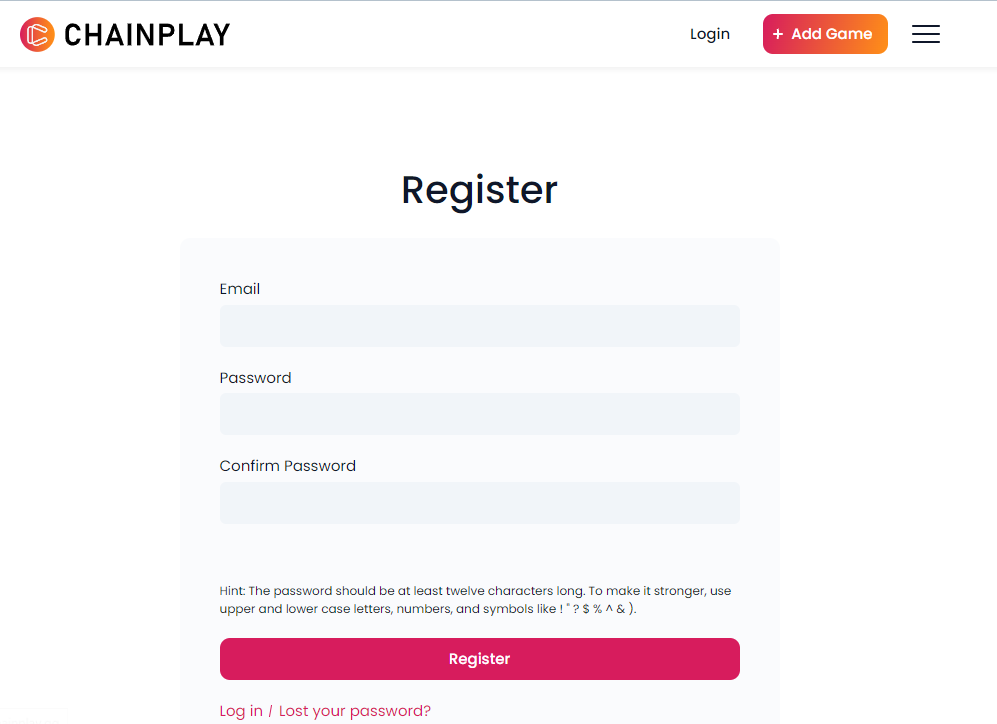 CHAINPLAY
Login
+ Add Game
Register
Email
Password
Confirm Password
Hint: The password should be at least twelve characters long. To make it stronger, use
upper and lower case letters, numbers, and symbols like ! " ? $ % ^ & ).
Register
Log in / Lost your password?